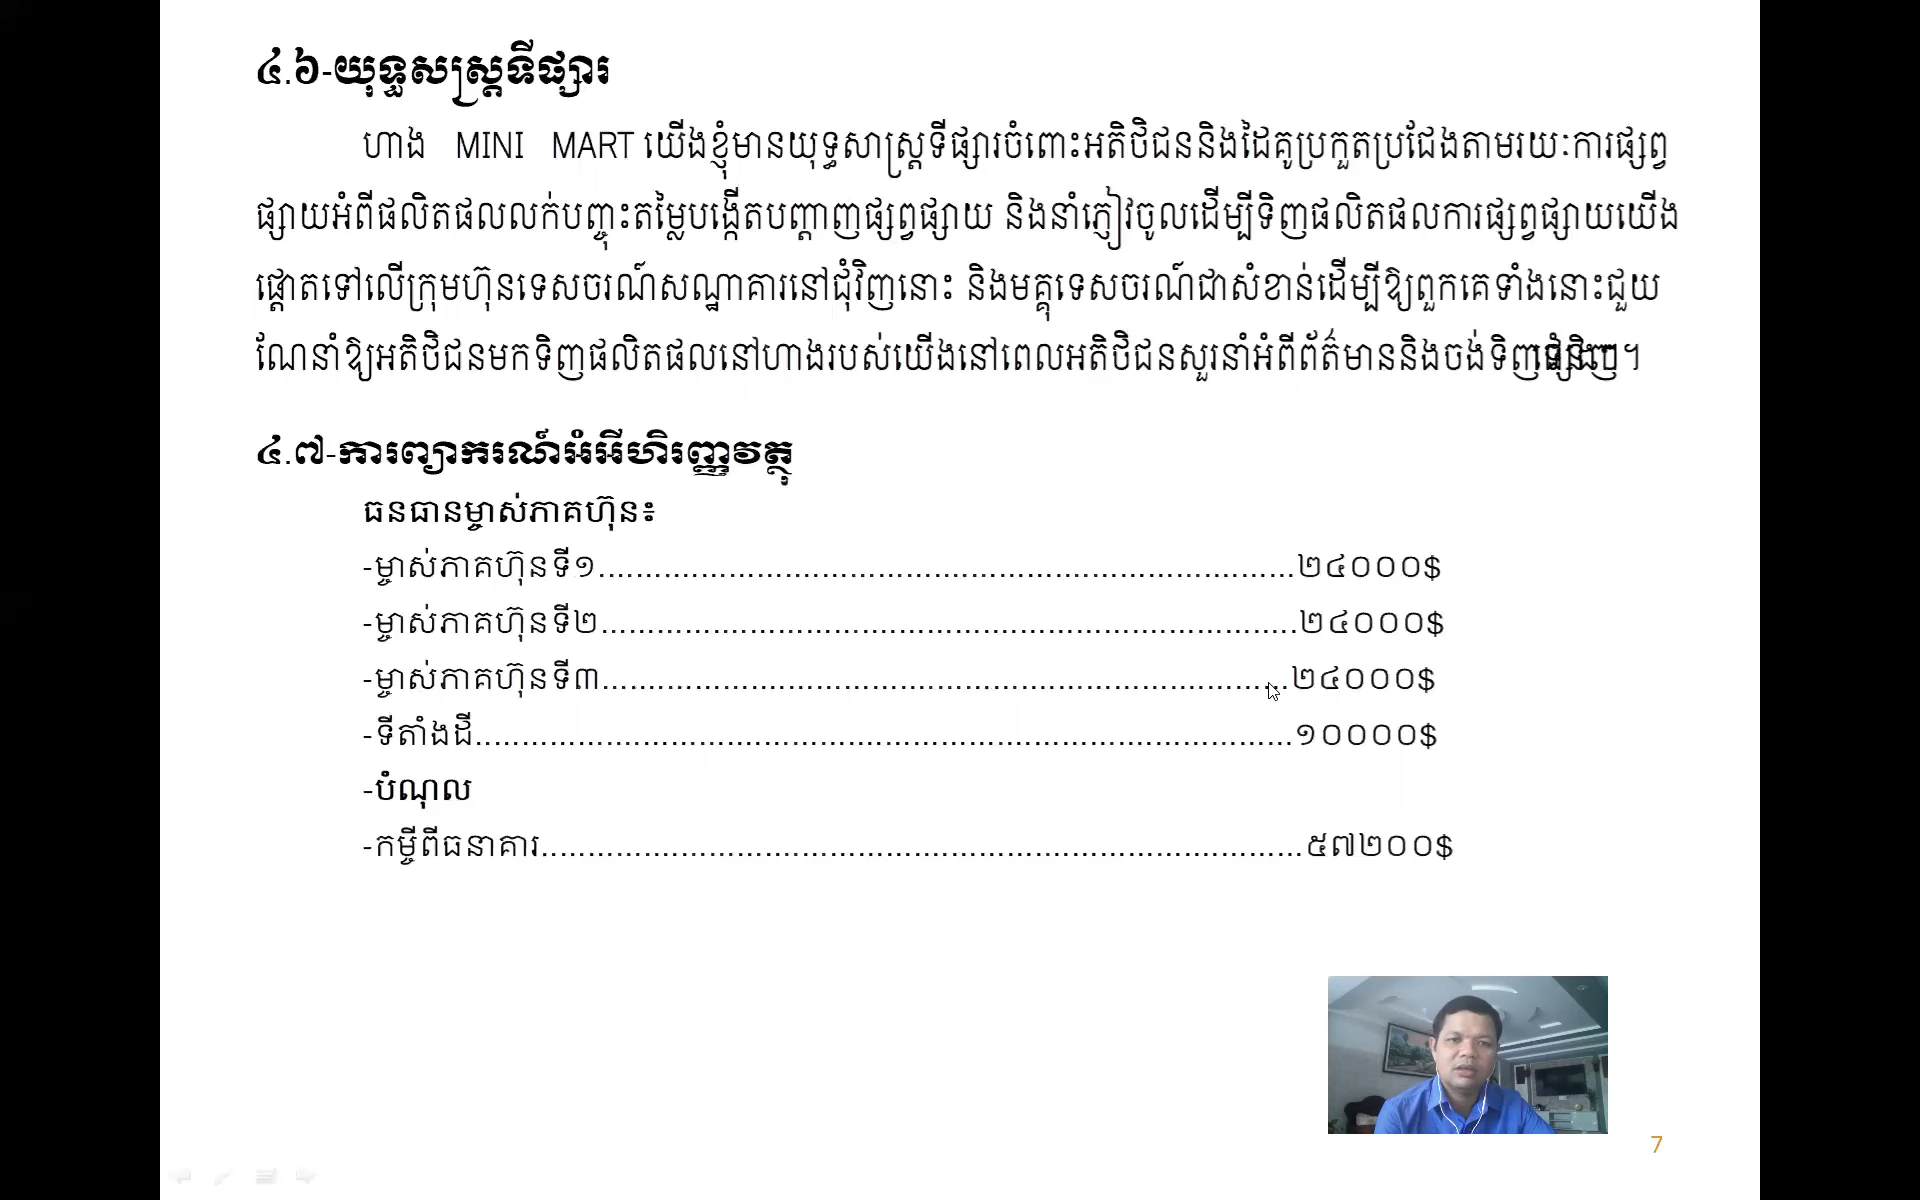 ៤.៦-យុទ្ធសស្ត្រទីផ្សារ
ហាង MINI MART យើងខ្ញុំមានយុទ្ធសាស្ត្រទីផ្សារចំពោះអតិថិជននិងដៃគូប្រកួតប្រជែងតាមរយៈការផ្សព្វ
ផ្សាយអំពីផលិតផលលក់បញ្ចុះតម្លៃបង្កើតបញ្តាញផ្សព្វផ្សាយ និងនាំភ្ញៀវចូលដើម្បីទិញផលិតផលការផ្សព្វផ្សាយយើង
ផ្តោតទៅលើក្រុមហ៊ុនទេសចរណ៍សណ្ឋាគារនៅជុំវិញនោះ និងមគ្គុទេសចរណ៍ជាសំខាន់ដើម្បីឱ្យពួកគេទាំងនោះជួយ
ណែនាំឱ្យអតិថិជនមកទិញផលិតផលនៅហាងរបស់យើងនៅពេលអតិថិជនសួរនាំអំពីព័ត៌មាននិងចង់ទិញ
៤.៧-ការព្យាករណ៍អំអីហិរញ្ញវត្ថុ
ធនធានម្ចាស់ភាគហ៊ុន៖
-ម្ចាស់ភាគហ៊ុនទី១.......................................................................២៤០០០$
-ម្ចាស់ភាគហ៊ុនទី២.......................................................................២៤០០០$
-ម្ចាស់ភាគហ៊ុនទី៣.......................................................................២៤០០០$
-ទីតាំងដី...................................................................................១០០០០$
-បំណុល
-កម្ចីពីធនាគារ.............................................................................៥៧២០០$
7